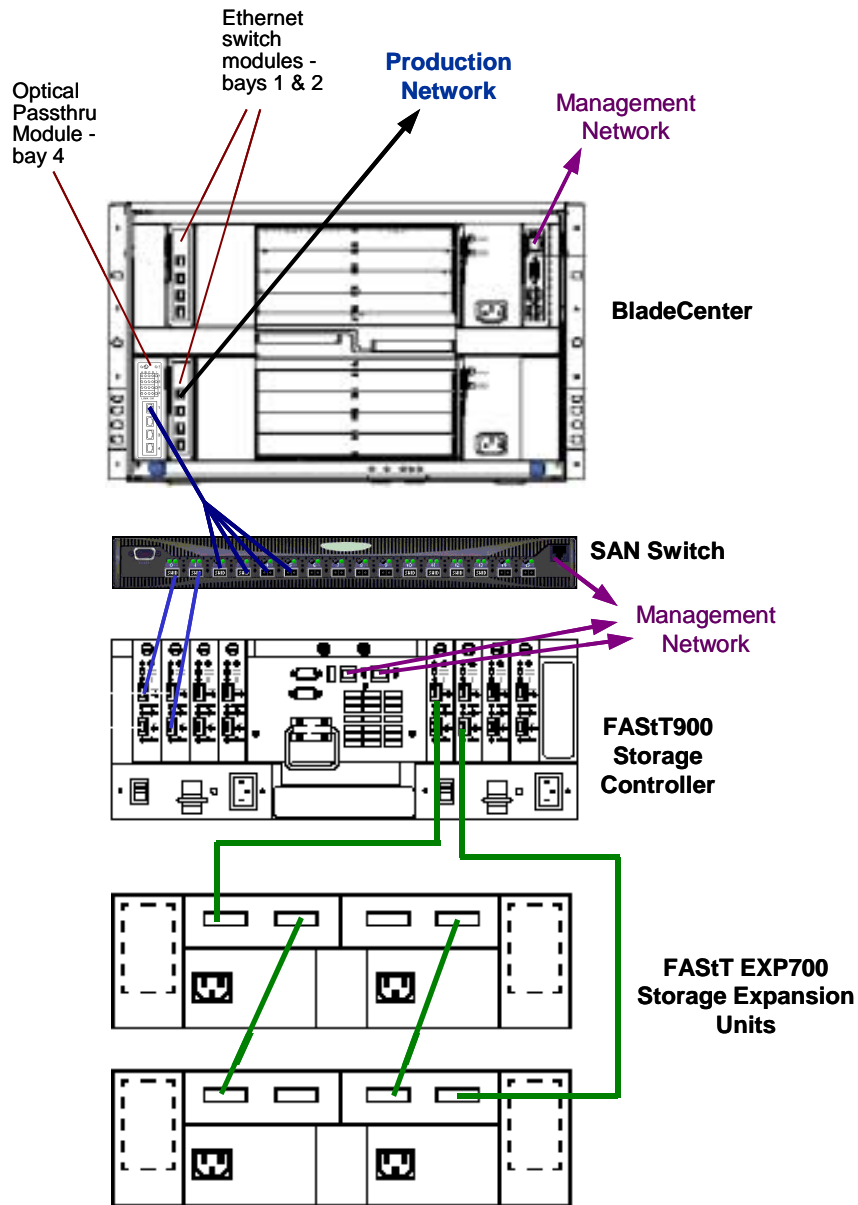 Ethernet
switch
modules -
bays 1 & 2
Optical
Passthru
Module -
bay 4
Production
Network
Management
Network
BladeCenter
SAN Switch
Management
Network
FAStT900
Storage
Controller
FAStT EXP700
Storage Expansion
Units